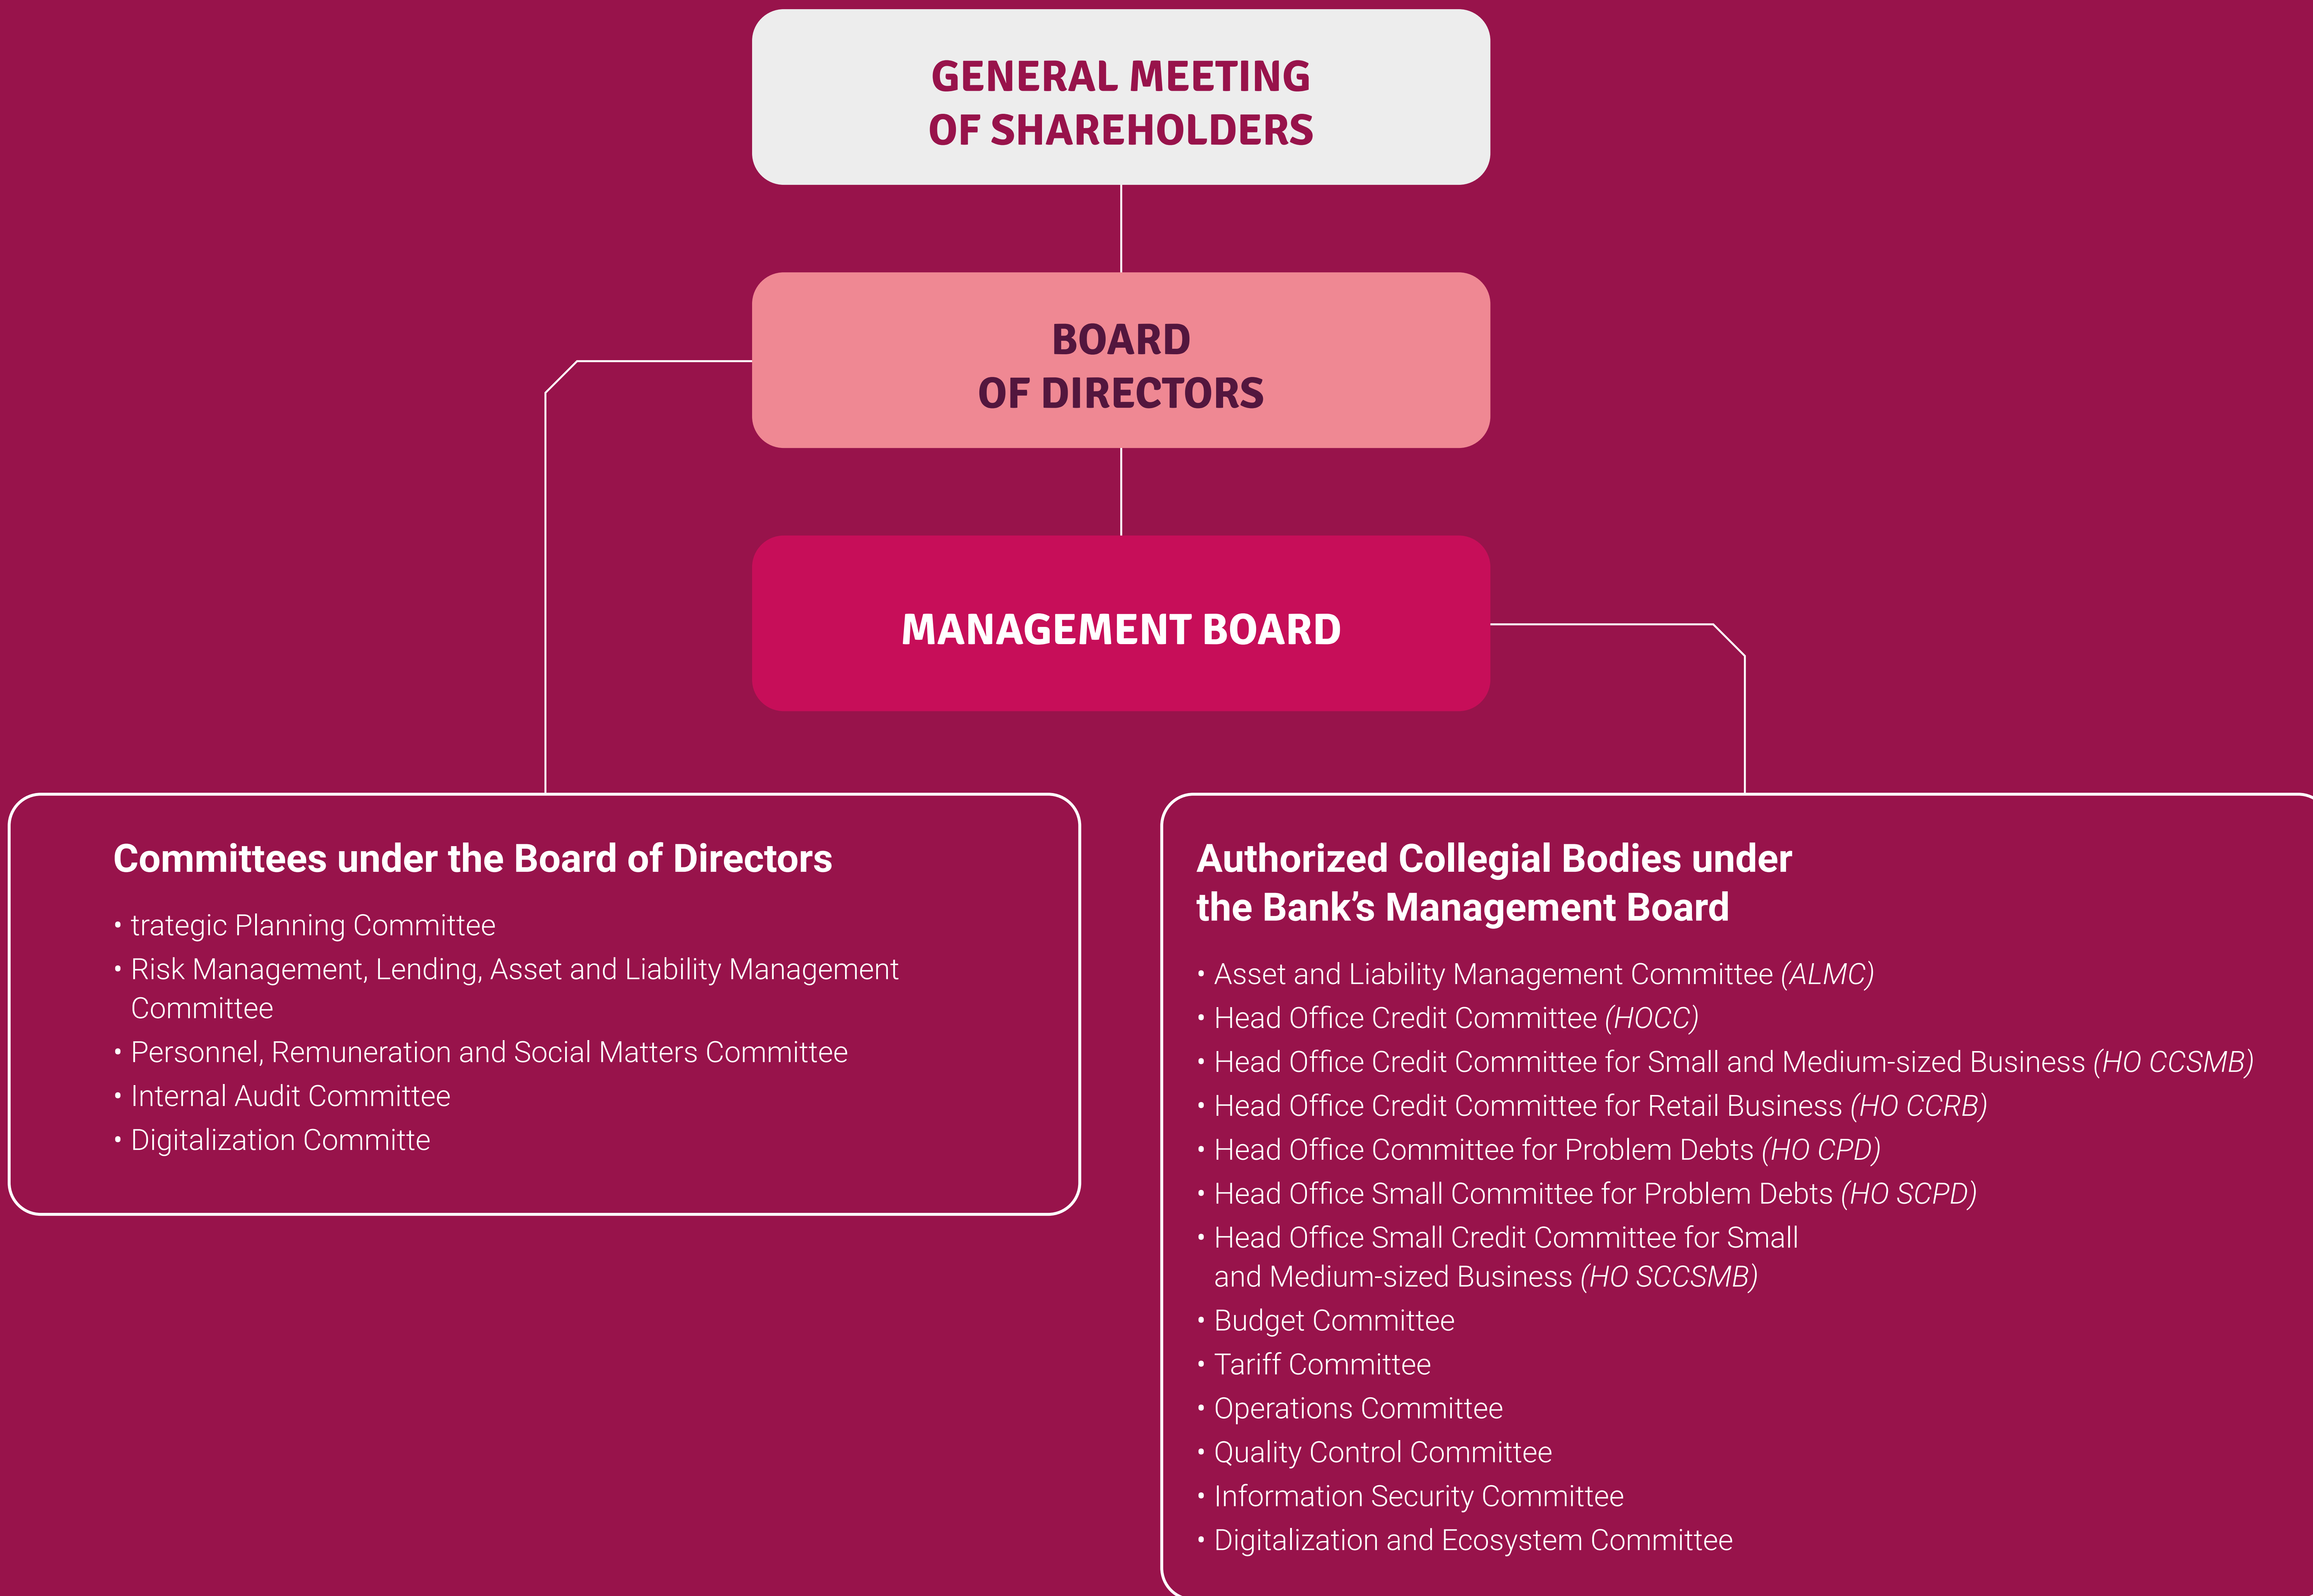 GENERAL MEETING
OF SHAREHOLDERS
BOARD
OF DIRECTORS
MANAGEMENT BOARD
Committees under the Board of Directors
• trategic Planning Committee
• Risk Management, Lending, Asset and Liability Management
Committee
• Personnel, Remuneration and Social Matters Committee
• Internal Audit Committee
• Digitalization Committe
Authorized Collegial Bodies under
the Bank’s Management Board
• Asset and Liability Management Committee (ALMC)
• Head Office Credit Committee (HOCC)
• Head Office Credit Committee for Small and Medium-sized Business (HO CCSMB)
• Head Office Credit Committee for Retail Business (HO CCRB)
• Head Office Committee for Problem Debts (HO CPD)
• Head Office Small Committee for Problem Debts (HO SCPD)
• Head Office Small Credit Committee for Small
and Medium-sized Business (HO SCCSMB)
• Budget Committee
• Tariff Committee
• Operations Committee
• Quality Control Committee
• Information Security Committee
• Digitalization and Ecosystem Committee